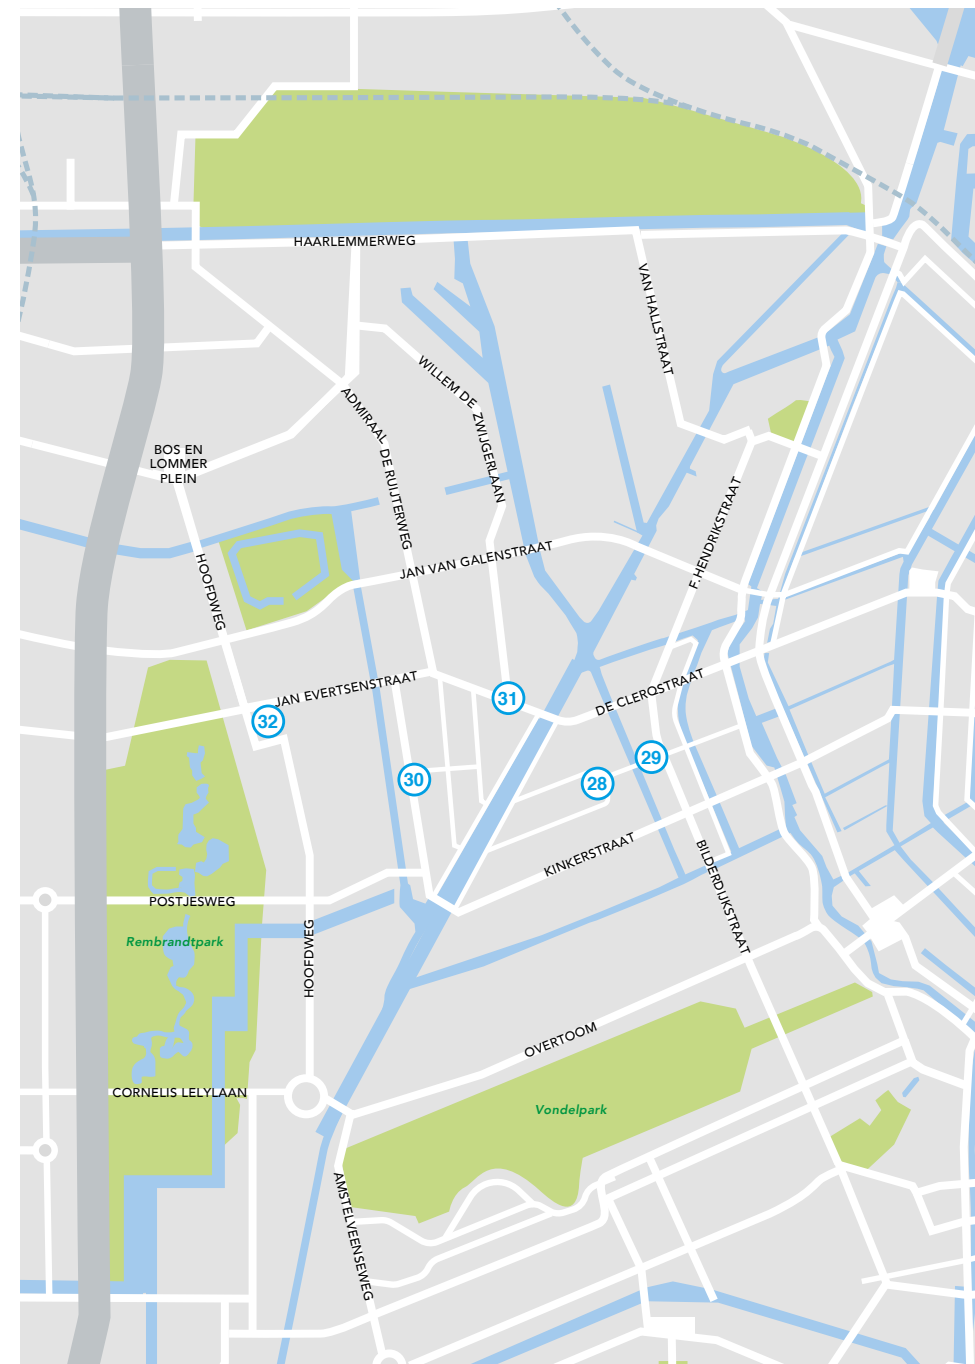 HAARLEMMERWEG
VAN HALLSTRAAT
WILLEM DE ZWIJGERLAAN
ADMIRAAL DE RUIJTERWEG
BOS EN
LOMMER
PLEIN
F. HENDRIKSTRAAT
JAN VAN GALENSTRAAT
HOOFDWEG
JAN EVERTSENSTRAAT
DE CLERQSTRAAT
31
32
29
30
28
KINKERSTRAAT
BILDERDIJKSTRAAT
POSTJESWEG
Rembrandtpark
HOOFDWEG
OVERTOOM
CORNELIS LELYLAAN
Vondelpark
AMSTELVEENSEWEG